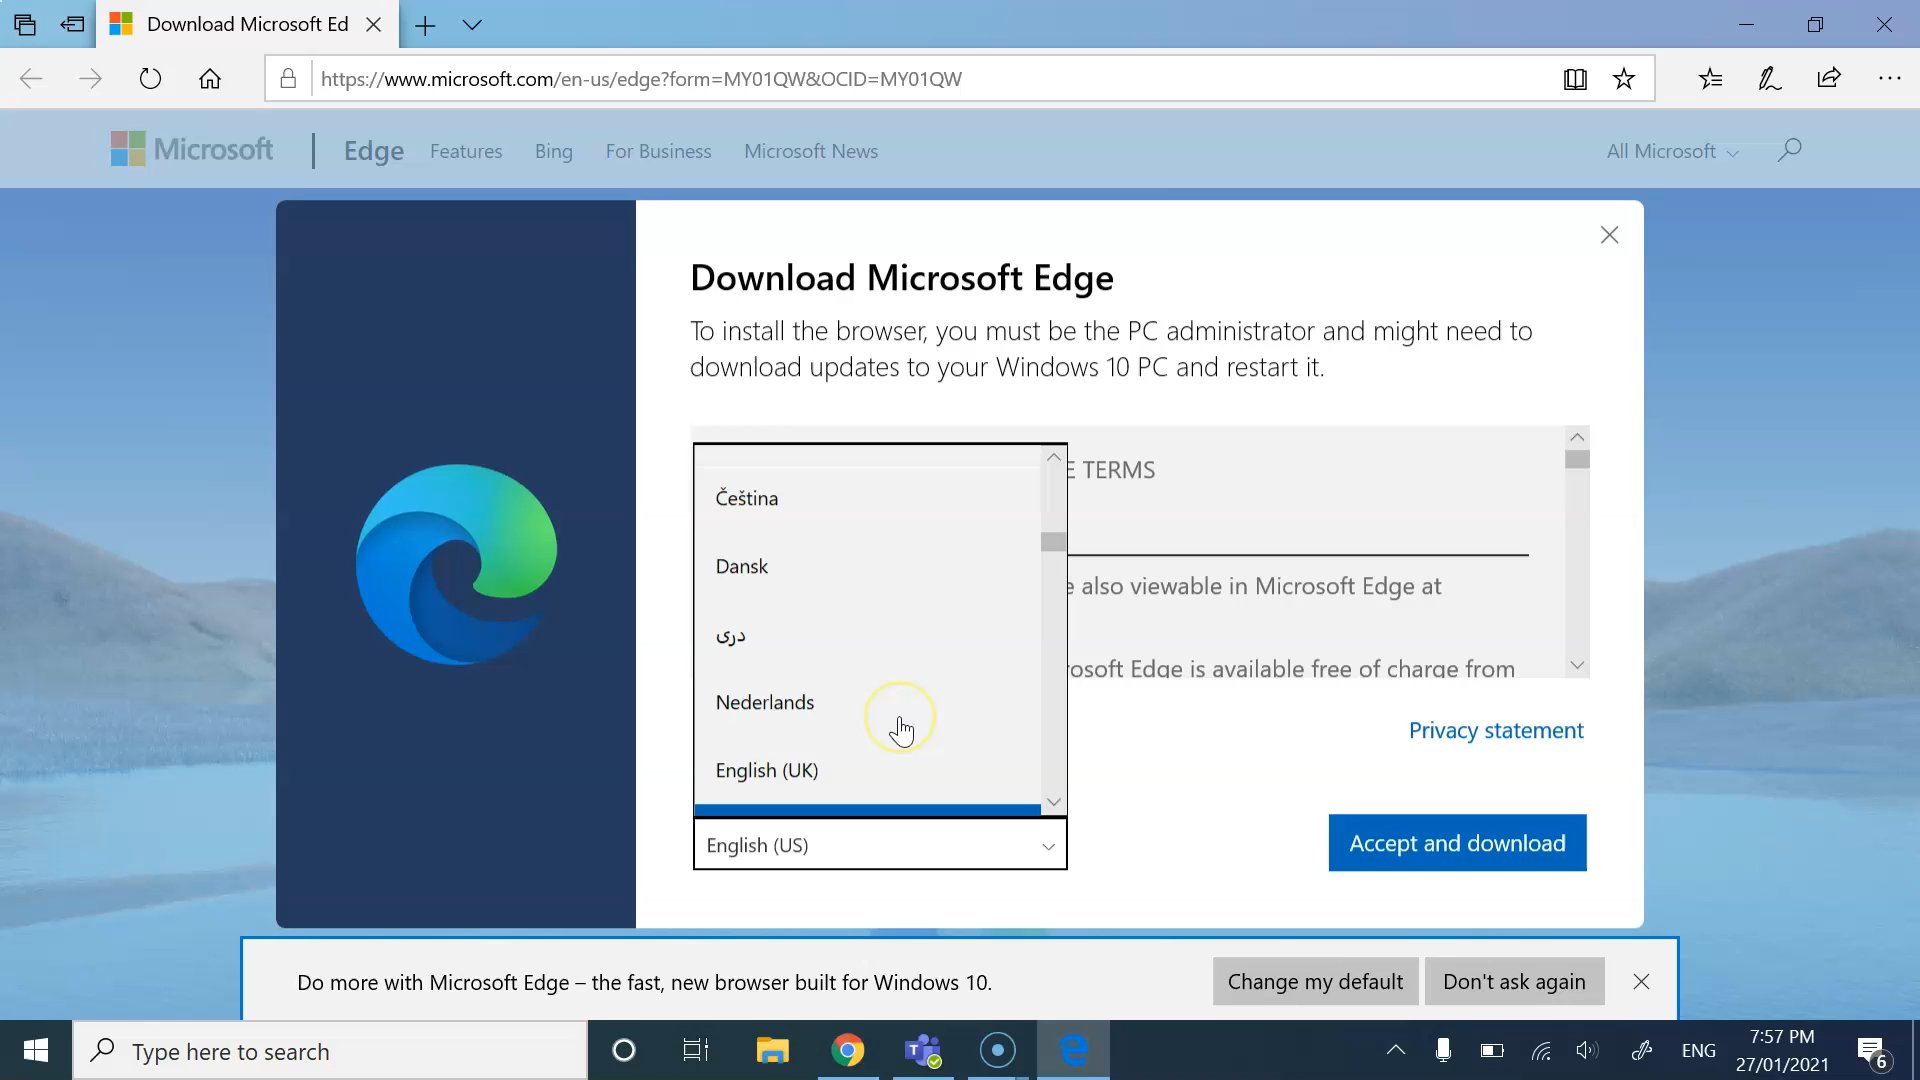 Download Microsoft Ed
https://www.microsoft.com/en-us/edge?form=MY01QW&OCID=MY01QW
Microsoft
Edge
Features
Bing
For Business
Microsoft News
All Microsoft
Download Microsoft Edge
To install the browser, you must be the PC administrator and might need to
download updates to your Windows 10 PC and restart it.
E TERMS
Čeština
Dansk
درى
Nederlands
English (UK)
English (US)
also viewable in Microsoft Edge at
osoft Edge is available free of charge from
Privacy statement
Accept and download
Do more with Microsoft Edge – the fast, new browser built for Windows 10.
Change my default
Don't ask again
Type here to search
ENG
7:57 PM
27/01/2021
6